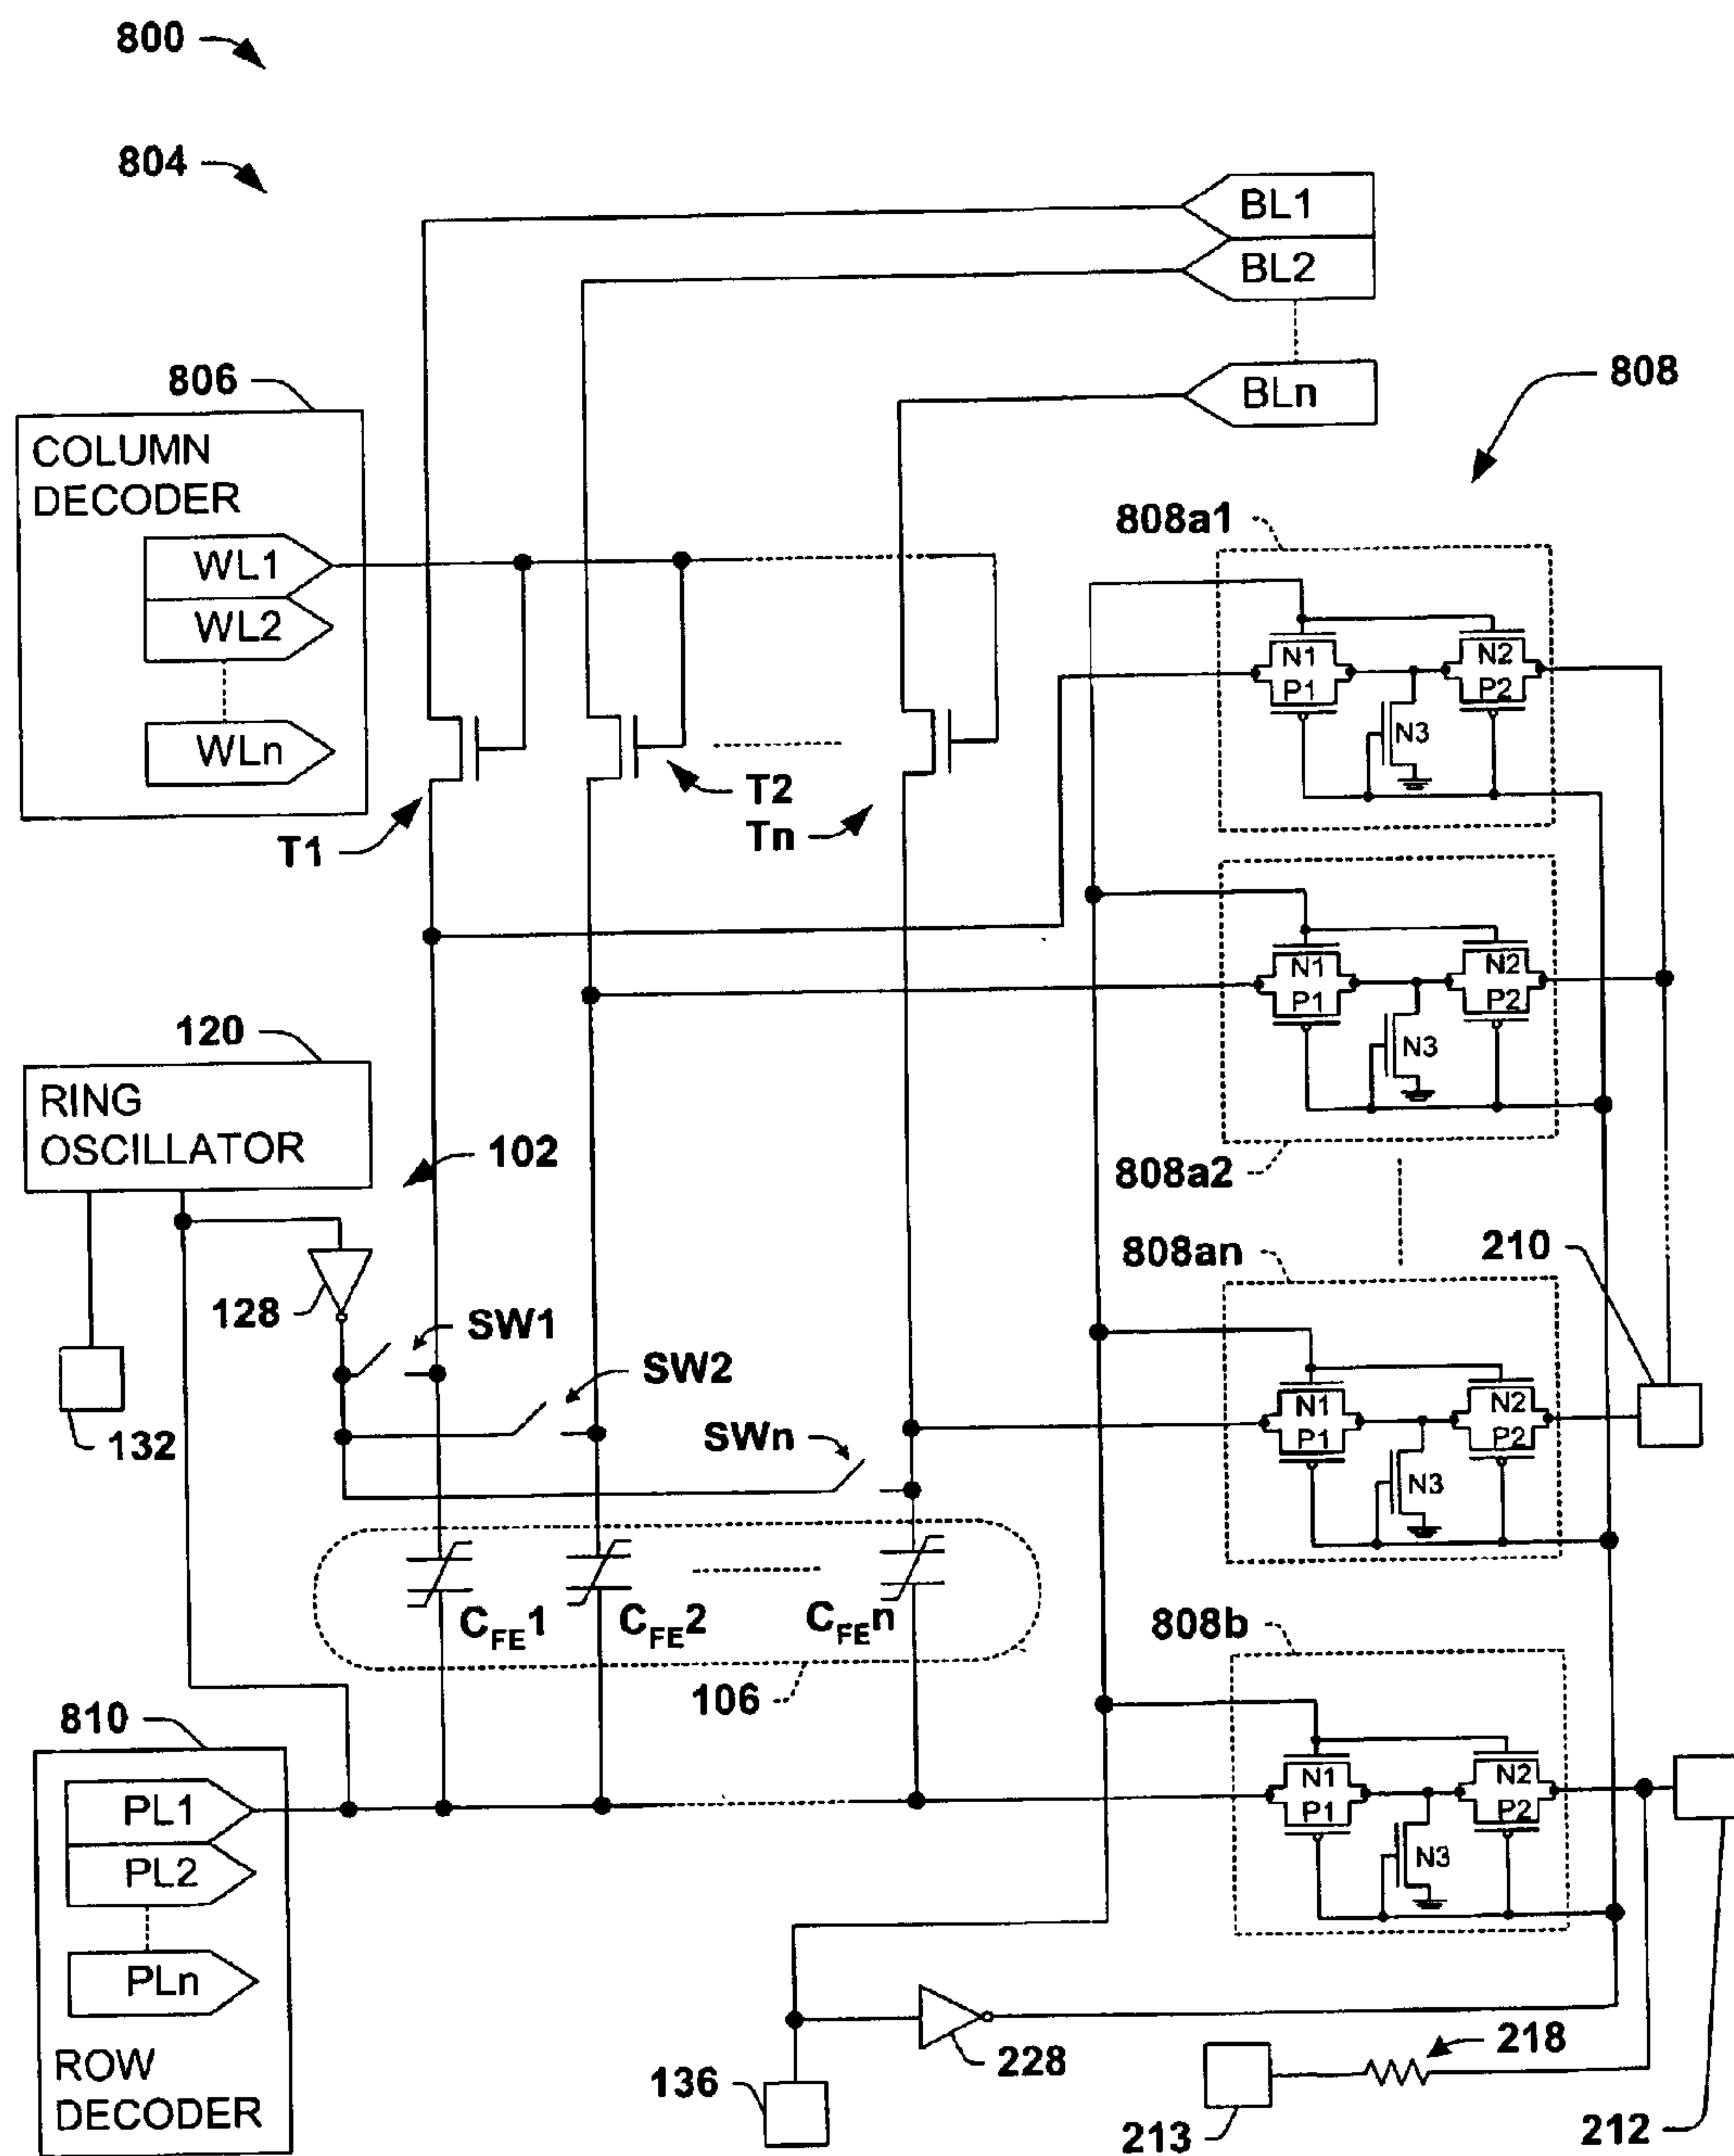 800
804
BL1
BL2
BLn
806
COLUMN
DECODER
WL1
WL2
WLn
808
808a1
N1
P1
N2
P2
N3
T1
T2
Tn
N1
P1
N2
P2
N3
808a2
120
RING
OSCILLATOR
102
128
132
SW1
SW2
SWn
808an
210
N1
P1
N2
P2
N3
CFE1
CFE2
CFEn
106
808b
N1
P1
N2
P2
N3
810
PL1
PL2
PLn
ROW
DECODER
136
228
218
213
212